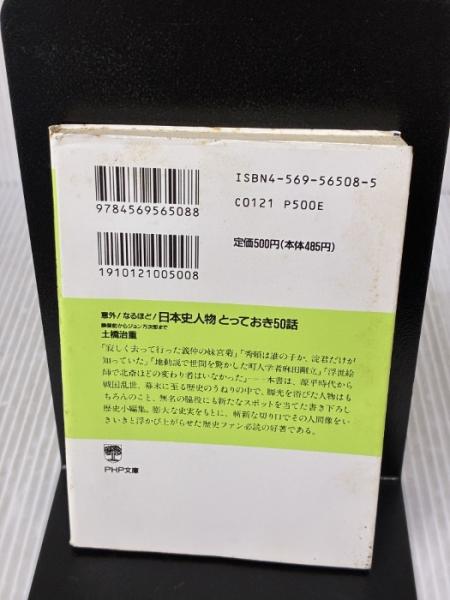 ISBN4-569-56508-5
C0121 P500E
9784569565088
定価500円(本体485円)
1910121005008
意外!なるほど!日本史人物 とっておき50話
静御前からジョン万次郎まで
土橋治重
「寂しく去って行った義仲の妹宮菊」「秀頼は誰の子か、淀君だけが
知っていた」「地動説で世間を驚かした町人学者麻田剛立」「浮世絵
師で北斎ほどの変わり者はいなかった」――本書は、源平時代から
戦国乱世、幕末に至る歴史のうねりの中で、脚光を浴びた人物はも
ちろんのこと、無名の脇役にも新たなスポットを当てた書き下ろし
歴史小編集。膨大な史実をもとに、斬新な切り口でその人間像をい
きいきと浮かび上がらせた歴史ファン必読の好著である。
PHP文庫